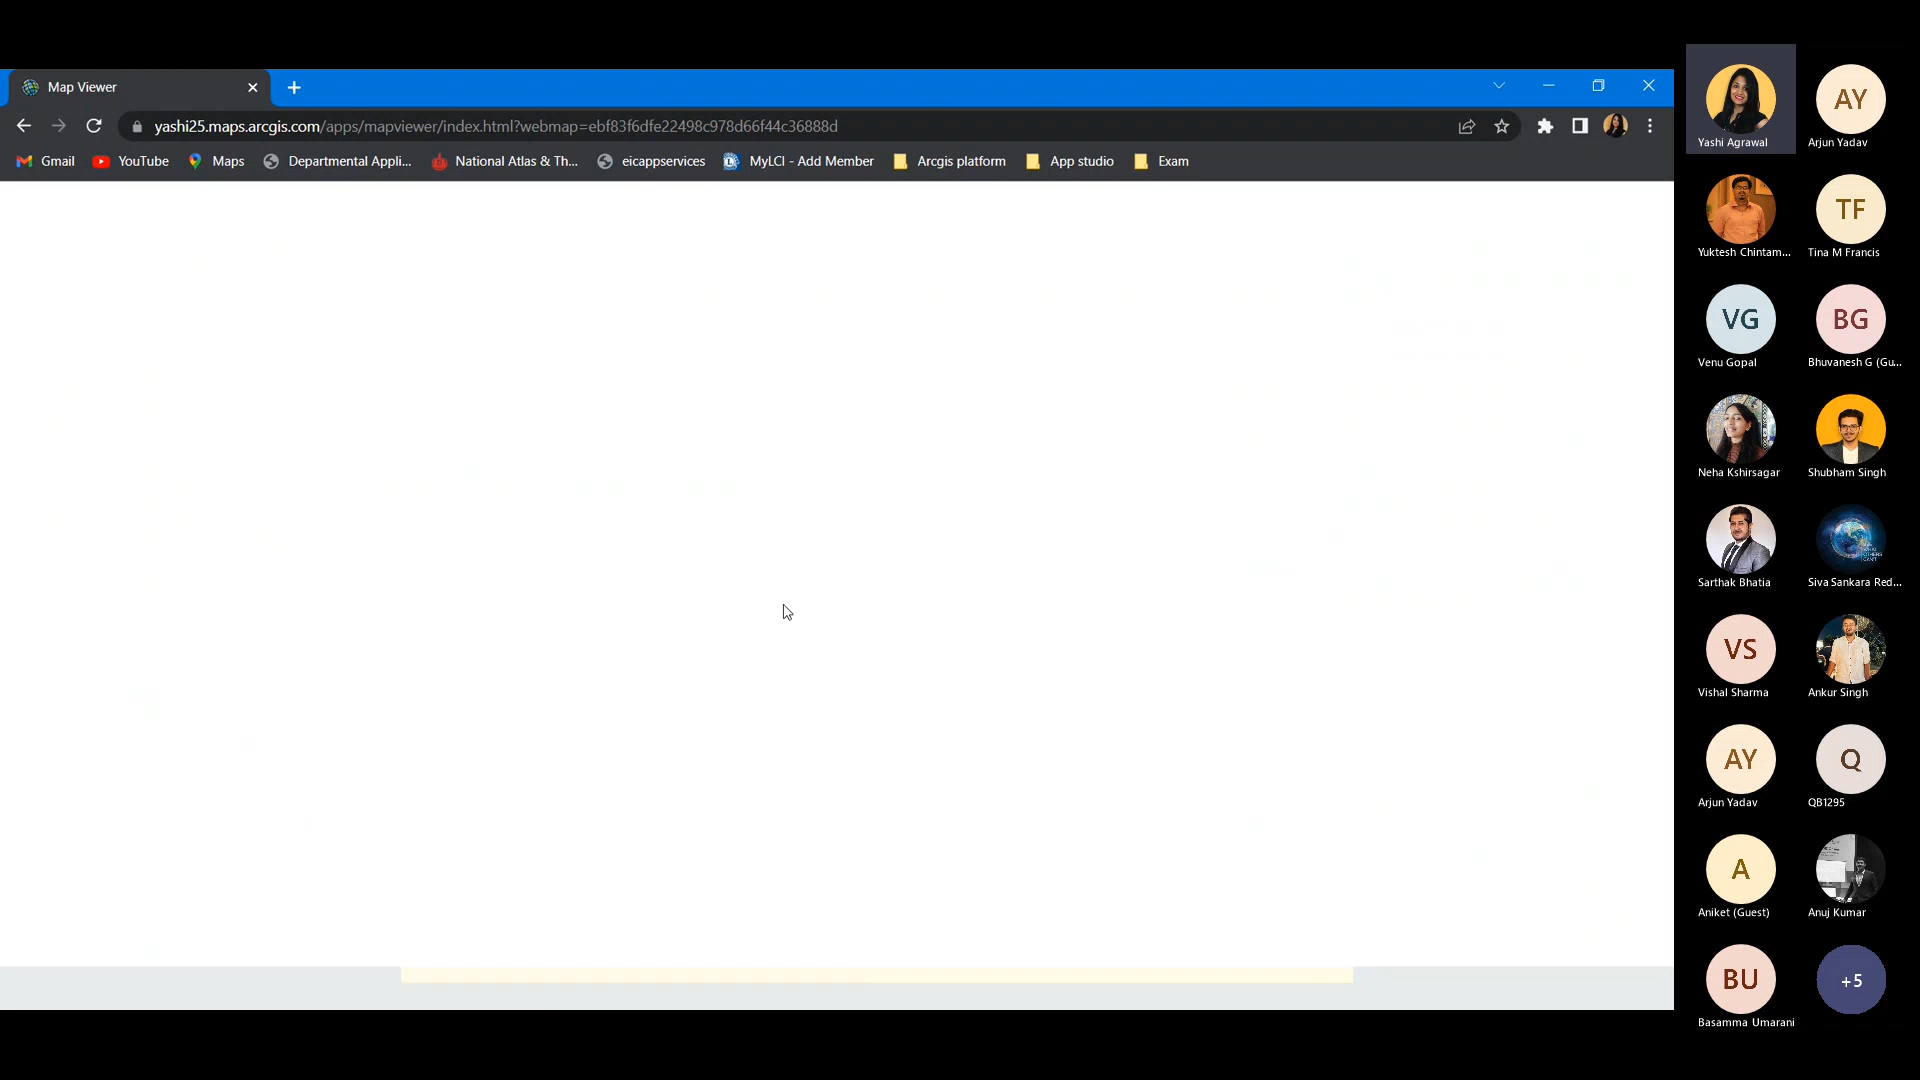 Map Viewer
yashi25.maps.arcgis.com/apps/mapviewer/index.html?webmap=ebf83f6dfe22498c978d66f44c36888d
Gmail YouTube Maps Departmental Appli... National Atlas & Th... eicappservices MyLCI - Add Member Arcgis platform App studio Exam
AY
Yashi Agrawal Arjun Yadav
TF
Yuktesh Chintam... Tina M Francis
VG BG
Venu Gopal Bhuvanesh G (Gu...
Neha Kshirsagar Shubham Singh
Sarthak Bhatia Siva Sankara Red...
VS
Vishal Sharma Ankur Singh
AY Q
Arjun Yadav QB1295
A
Aniket (Guest) Anuj Kumar
BU +5
Basamma Umarani